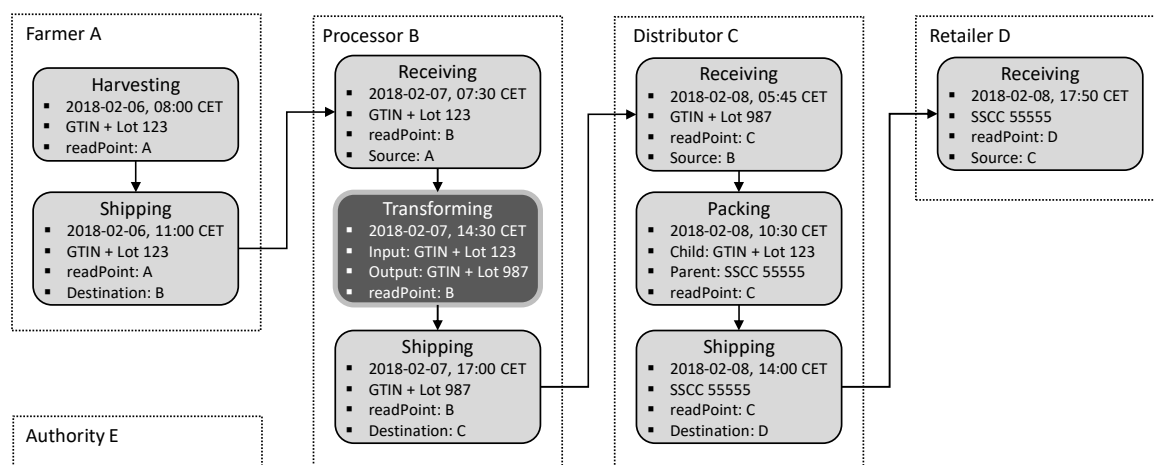 Farmer A
Harvesting
▪ 2018-02-06, 08:00 CET
▪ GTIN + Lot 123
▪ readPoint: A
Shipping
▪ 2018-02-06, 11:00 CET
▪ GTIN + Lot 123
▪ readPoint: A
▪ Destination: B
Authority E
Processor B
Receiving
▪ 2018-02-07, 07:30 CET
▪ GTIN + Lot 123
▪ readPoint: B
▪ Source: A
Transforming
▪ 2018-02-07, 14:30 CET
▪ Input: GTIN + Lot 123
▪ Output: GTIN + Lot 987
▪ readPoint: B
Shipping
▪ 2018-02-07, 17:00 CET
▪ GTIN + Lot 987
▪ readPoint: B
▪ Destination: C
Distributor C
Receiving
▪ 2018-02-08, 05:45 CET
▪ GTIN + Lot 987
▪ readPoint: C
▪ Source: B
Packing
▪ 2018-02-08, 10:30 CET
▪ Child: GTIN + Lot 123
▪ Parent: SSCC 55555
▪ readPoint: C
Shipping
▪ 2018-02-08, 14:00 CET
▪ SSCC 55555
▪ readPoint: C
▪ Destination: D
Retailer D
Receiving
▪ 2018-02-08, 17:50 CET
▪ SSCC 55555
▪ readPoint: D
▪ Source: C